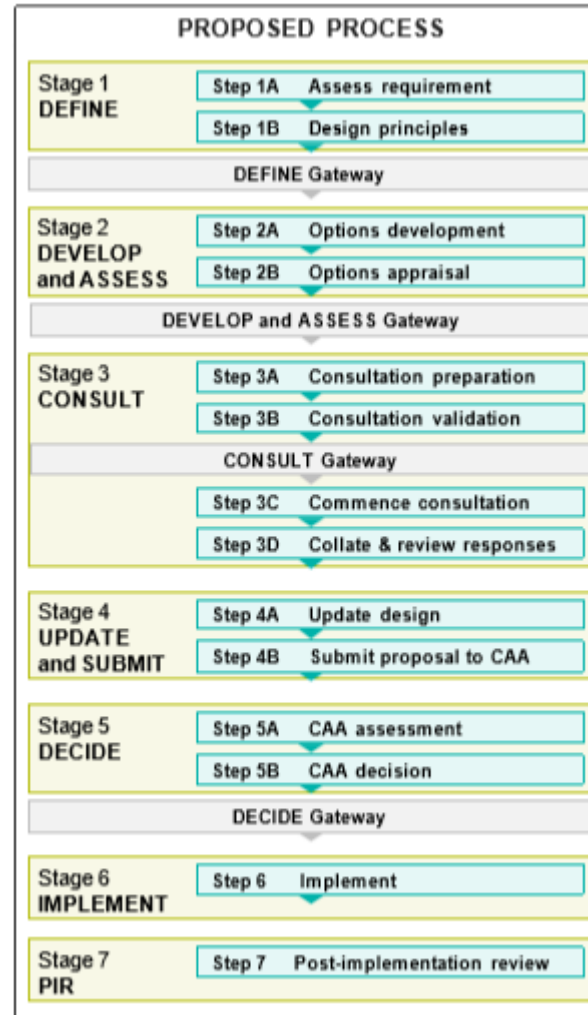 PROPOSED PROCESS
Stage 1
DEFINE
Step 1A Assess requirement
Step 1B Design principles
DEFINE Gateway
Stage 2
DEVELOP
and ASSESS
Step 2A Options development
Step 2B Options appraisal
DEVELOP and ASSESS Gateway
Stage 3
CONSULT
Step 3A Consultation preparation
Step 3B Consultation validation
CONSULT Gateway
Step 3C Commence consultation
Step 3D Collate & review responses
Stage 4
UPDATE
and SUBMIT
Step 4A Update design
Step 4B Submit proposal to CAA
Stage 5
DECIDE
Step 5A CAA assessment
Step 5B CAA decision
DECIDE Gateway
Stage 6
IMPLEMENT
Step 6 Implement
Stage 7
PIR
Step 7 Post-implementation review